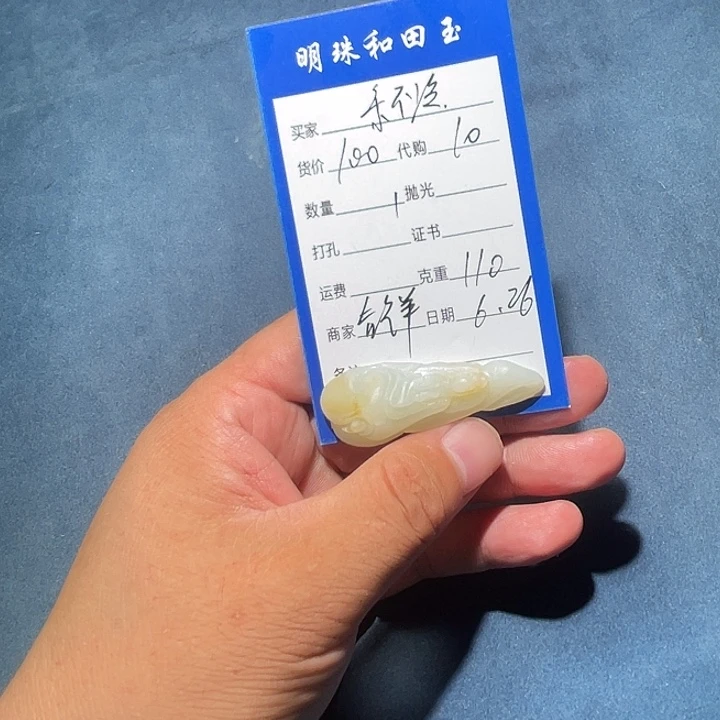 明珠和田玉
买家
货价 100 代购 10
数量 1 抛光
打孔 证书
运费 克重 110
商家 日期 6.26